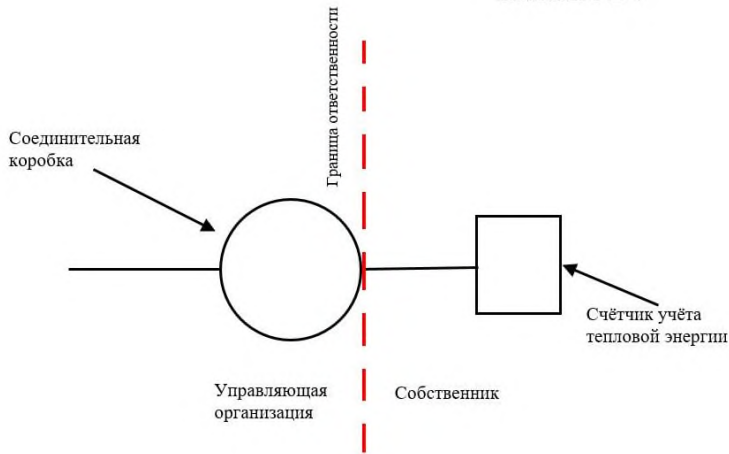 Граница ответственности
Соединительная
коробка
Счётчик учёта
тепловой энергии
Управляющая
организация
Собственник